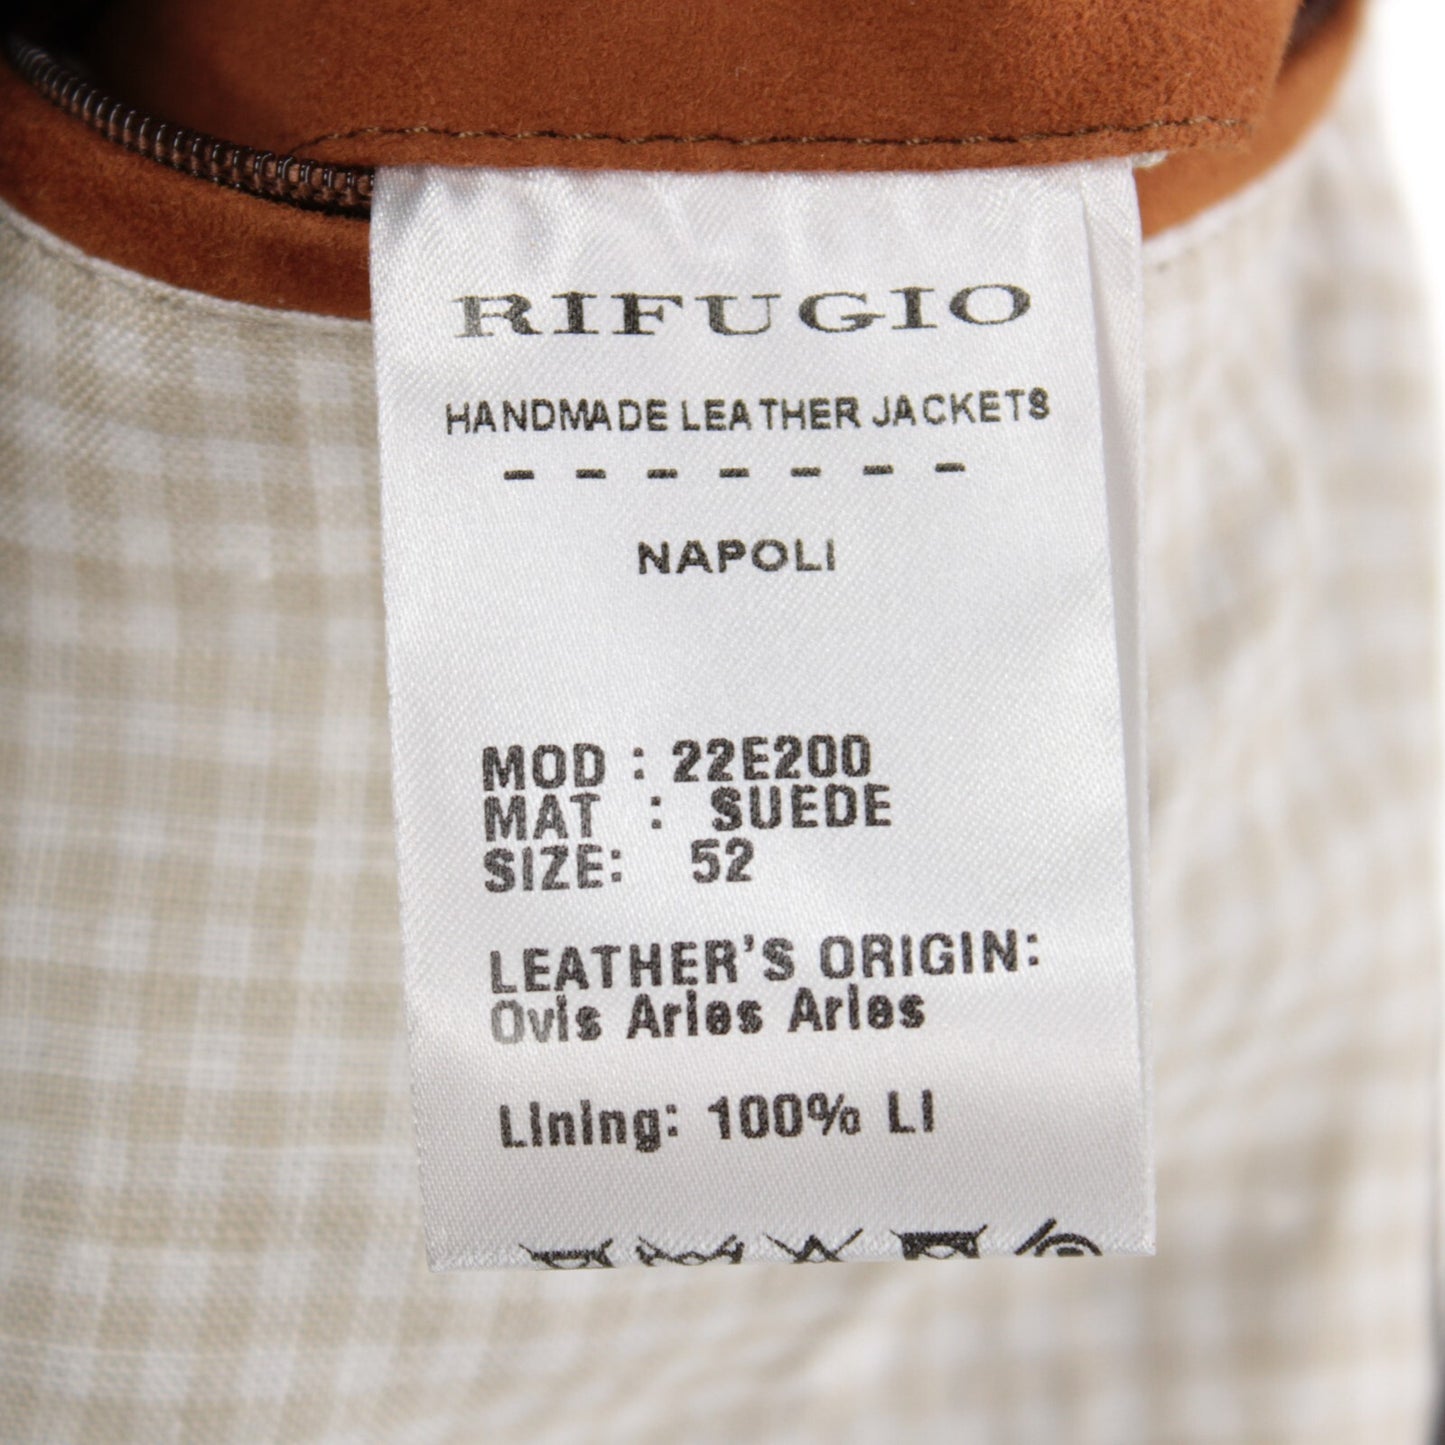 RIFUGIO
HANDMADE LEATHER JACKETS
- - - - - - -
NAPOLI
MOD : 22E200
MAT : SUEDE
SIZE: 52
LEATHER'S ORIGIN:
Ovis Aries Aries
Lining: 100% LI